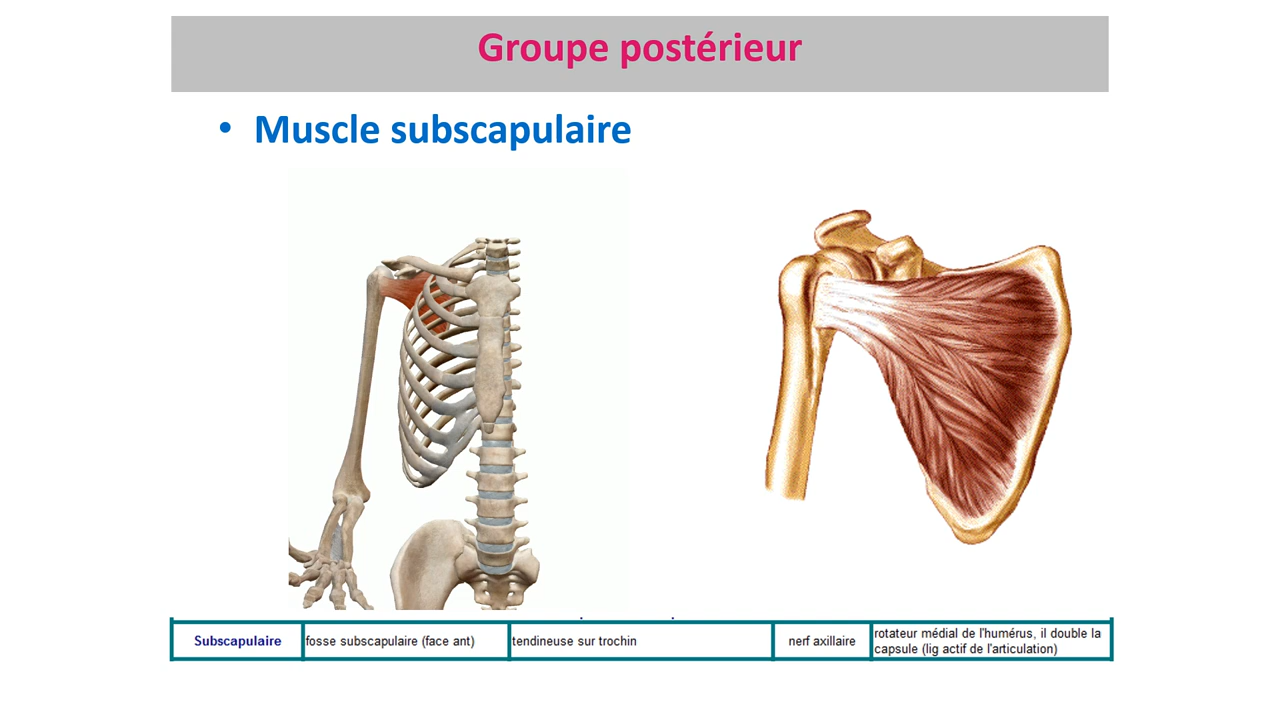 Groupe postérieur
• Muscle subscapulaire
Subscapulaire
fosse subscapulaire (face ant)
tendineuse sur trochin
nerf axillaire
rotateur médial de l'humérus, il double la
capsule (lig actif de l'articulation)